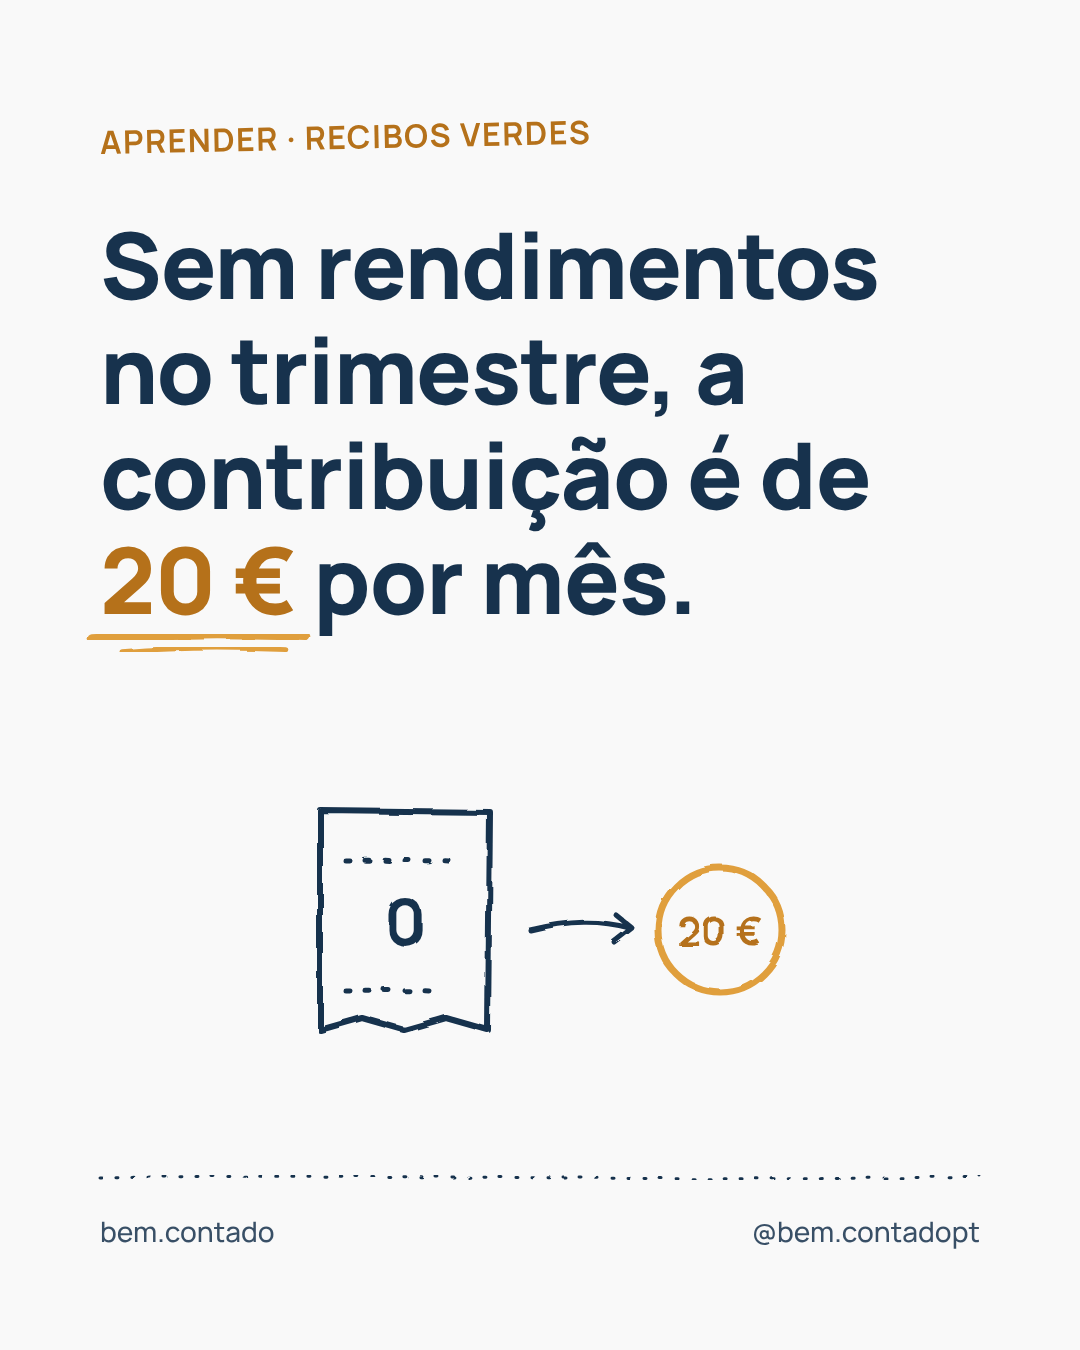 APRENDER · RECIBOS VERDES
Sem rendimentos
no trimestre, a
contribuição é de
20 € por mês.
0
20 €
bem.contado
@bem.contadopt